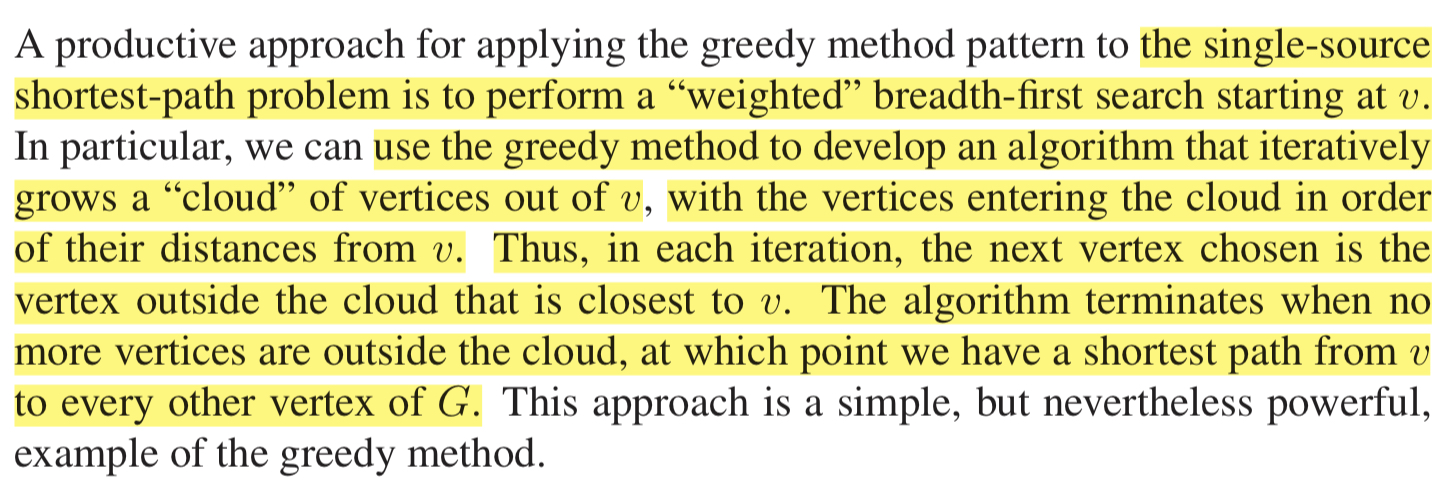 A productive approach for applying the greedy method pattern to the single-source
shortest-path problem is to perform a “weighted” breadth-first search starting at v.
In particular, we can use the greedy method to develop an algorithm that iteratively
grows a “cloud” of vertices out of v, with the vertices entering the cloud in order
of their distances from v. Thus, in each iteration, the next vertex chosen is the
vertex outside the cloud that is closest to v. The algorithm terminates when no
more vertices are outside the cloud, at which point we have a shortest path from v
to every other vertex of G. This approach is a simple, but nevertheless powerful,
example of the greedy method.